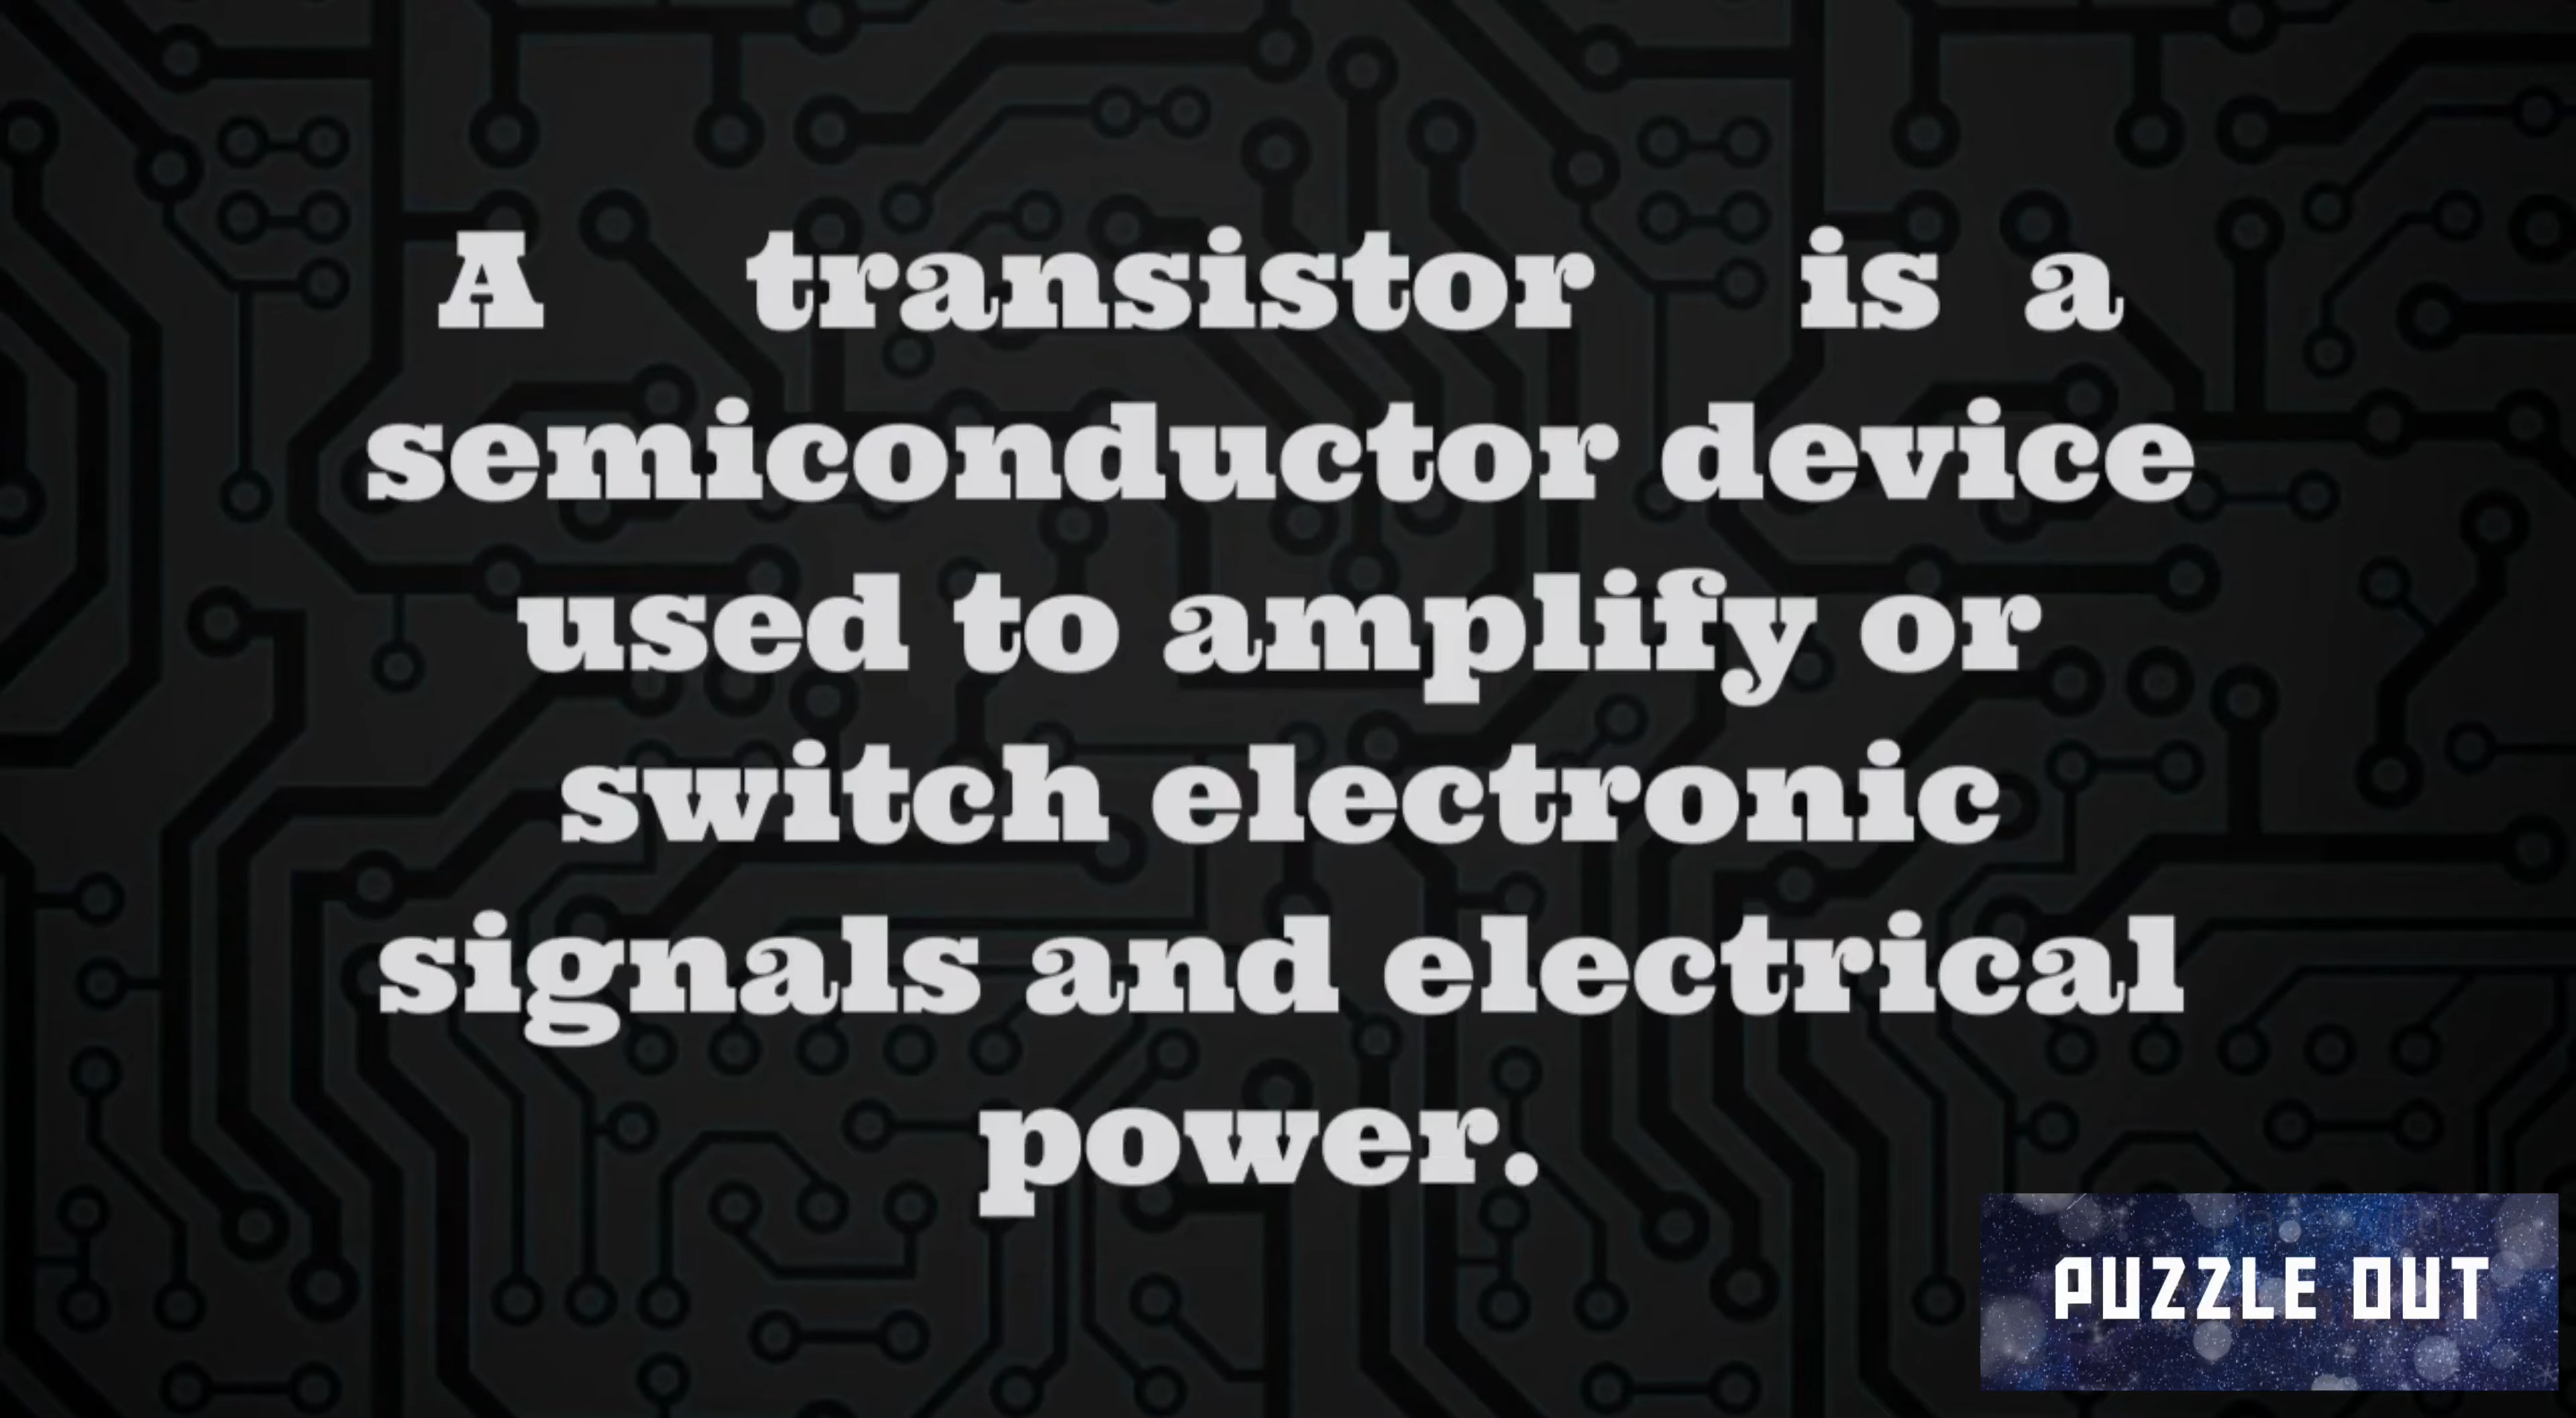 A transistor is a
semiconductor device
used to amplify or
switch electronic
signals and electrical
power.
PUZZLE OUT